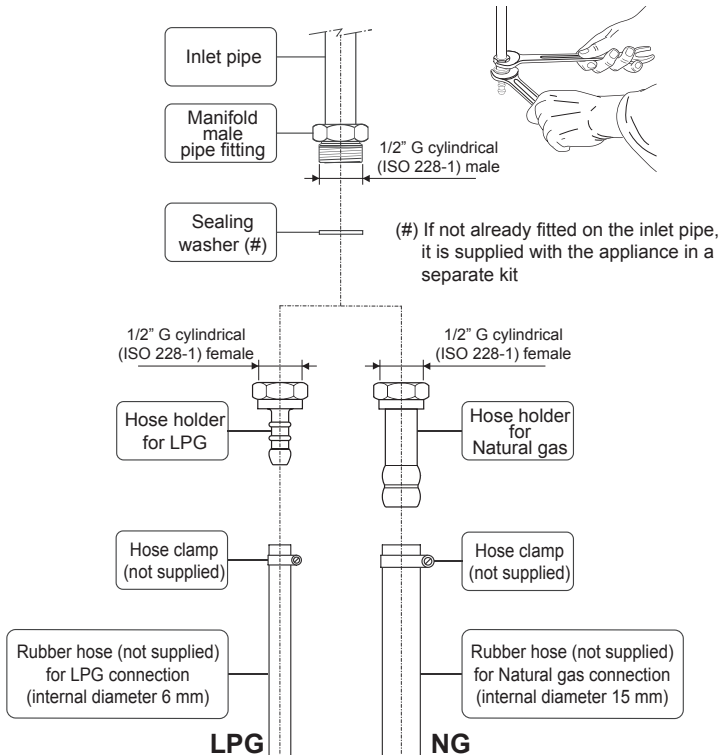 Inlet pipe
Manifold
male
pipe fitting
1/2” G cylindrical
(ISO 228-1) male
Sealing
washer (#)
(#) If not already fitted on the inlet pipe,
it is supplied with the appliance in a
separate kit
1/2” G cylindrical
(ISO 228-1) female
1/2” G cylindrical
(ISO 228-1) female
Hose holder
for LPG
Hose holder
for
Natural gas
Hose clamp
(not supplied)
Hose clamp
(not supplied)
Rubber hose (not supplied)
for LPG connection
(internal diameter 6 mm)
Rubber hose (not supplied)
for Natural gas connection
(internal diameter 15 mm)
LPG
NG